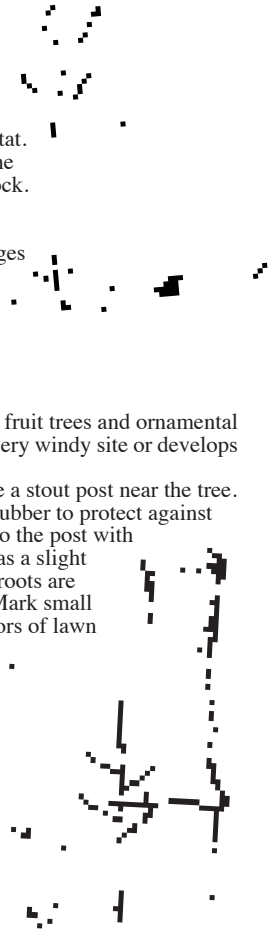 tat.
ne
ock.
ges
fruit trees and ornamental
ery windy site or develops
e a stout post near the tree.
ubber to protect against
o the post with
as a slight
roots are
Mark small
ors of lawn